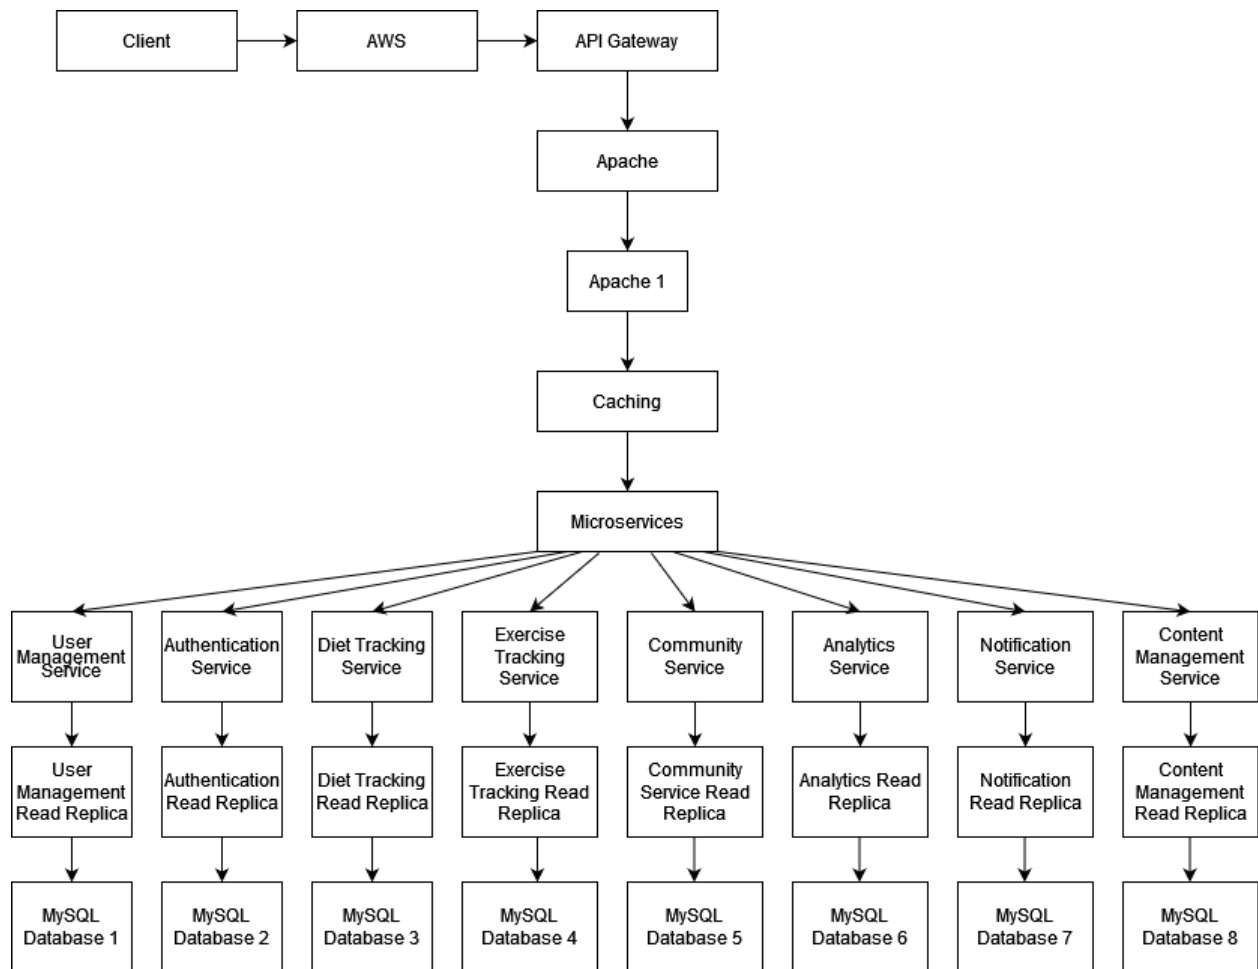 Client
AWS
API Gateway
Apache
Apache 1
Caching
Microservices
User
Management
Service
Authentication
Service
Diet Tracking
Service
Exercise
Tracking
Service
Community
Service
Analytics
Service
Notification
Service
Content
Management
Service
User
Management
Read Replica
Authentication
Read Replica
Diet Tracking
Read Replica
Exercise
Tracking Read
Replica
Community
Service Read
Replica
Analytics Read
Replica
Notification
Read Replica
Content
Management
Read Replica
MySQL
Database 1
MySQL
Database 2
MySQL
Database 3
MySQL
Database 4
MySQL
Database 5
MySQL
Database 6
MySQL
Database 7
MySQL
Database 8